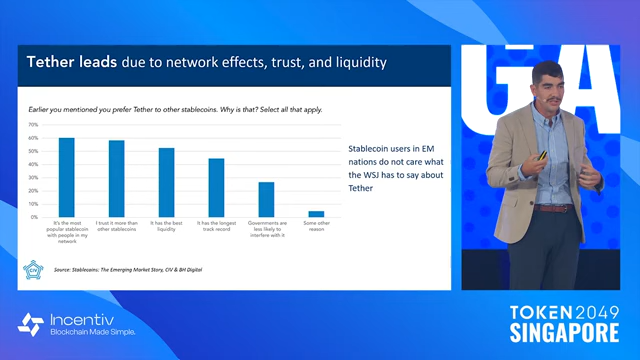 Tether leads due to network effects, trust, and liquidity
Earlier you mentioned you prefer Tether to other stablecoins. Why is that? Select all that apply.
70%
60%
50%
40%
30%
20%
10%
0%
It's the most
popular stablecoin
with people in my
network
I trust it more than
other stablecoins
It has the best
liquidity
It has the longest
track record
Governments are
less likely to
interfere with it
Some other
reason
Stablecoin users in EM
nations do not care what
the WSJ has to say about
Tether
CIV
Source: Stablecoins: The Emerging Market Story, CIV & BH Digital
GA
Incentiv
Blockchain Made Simple.
TOKEN2049
SINGAPORE